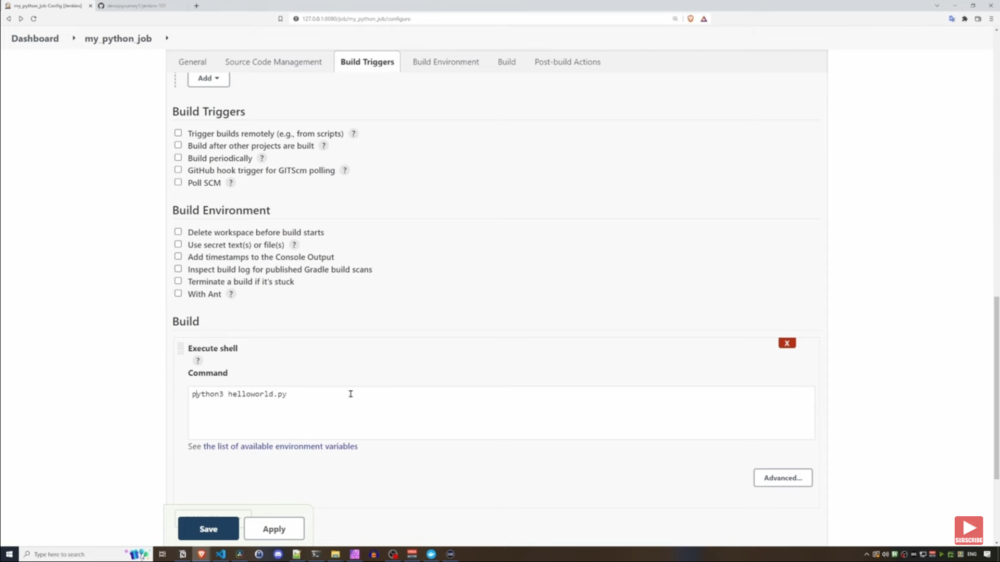 my_python_job Config [Jenkins]
devopsjourney1/jenkins-101
127.0.0.1:8080/job/my_python_job/configure
Dashboard
my_python_job
General
Source Code Management
Build Triggers
Build Environment
Build
Post-build Actions
Add
Build Triggers
Trigger builds remotely (e.g., from scripts) ?
Build after other projects are built ?
Build periodically ?
GitHub hook trigger for GITScm polling ?
Poll SCM ?
Build Environment
Delete workspace before build starts
Use secret text(s) or file(s) ?
Add timestamps to the Console Output
Inspect build log for published Gradle build scans
Terminate a build if it's stuck
With Ant ?
Build
X
Execute shell
?
Command
python3 helloworld.py
See the list of available environment variables
Advanced...
Save
Apply
SUBSCRIBE
Type here to search
ENG